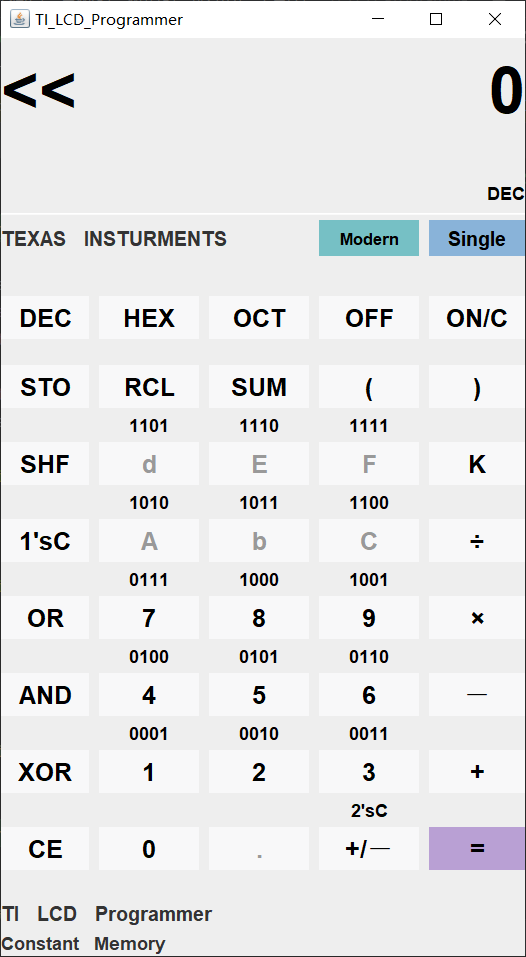 TI_LCD_Programmer
<< 0
DEC
TEXAS INSTURMENTS Modern Single
DEC HEX OCT OFF ON/C
STO RCL SUM ( )
1101 1110 1111
SHF d E F K
1010 1011 1100
1'sC A b C ÷
0111 1000 1001
OR 7 8 9 ×
0100 0101 0110
AND 4 5 6 —
0001 0010 0011
XOR 1 2 3 +
2'sC
CE 0 . +/— =
TI LCD Programmer
Constant Memory